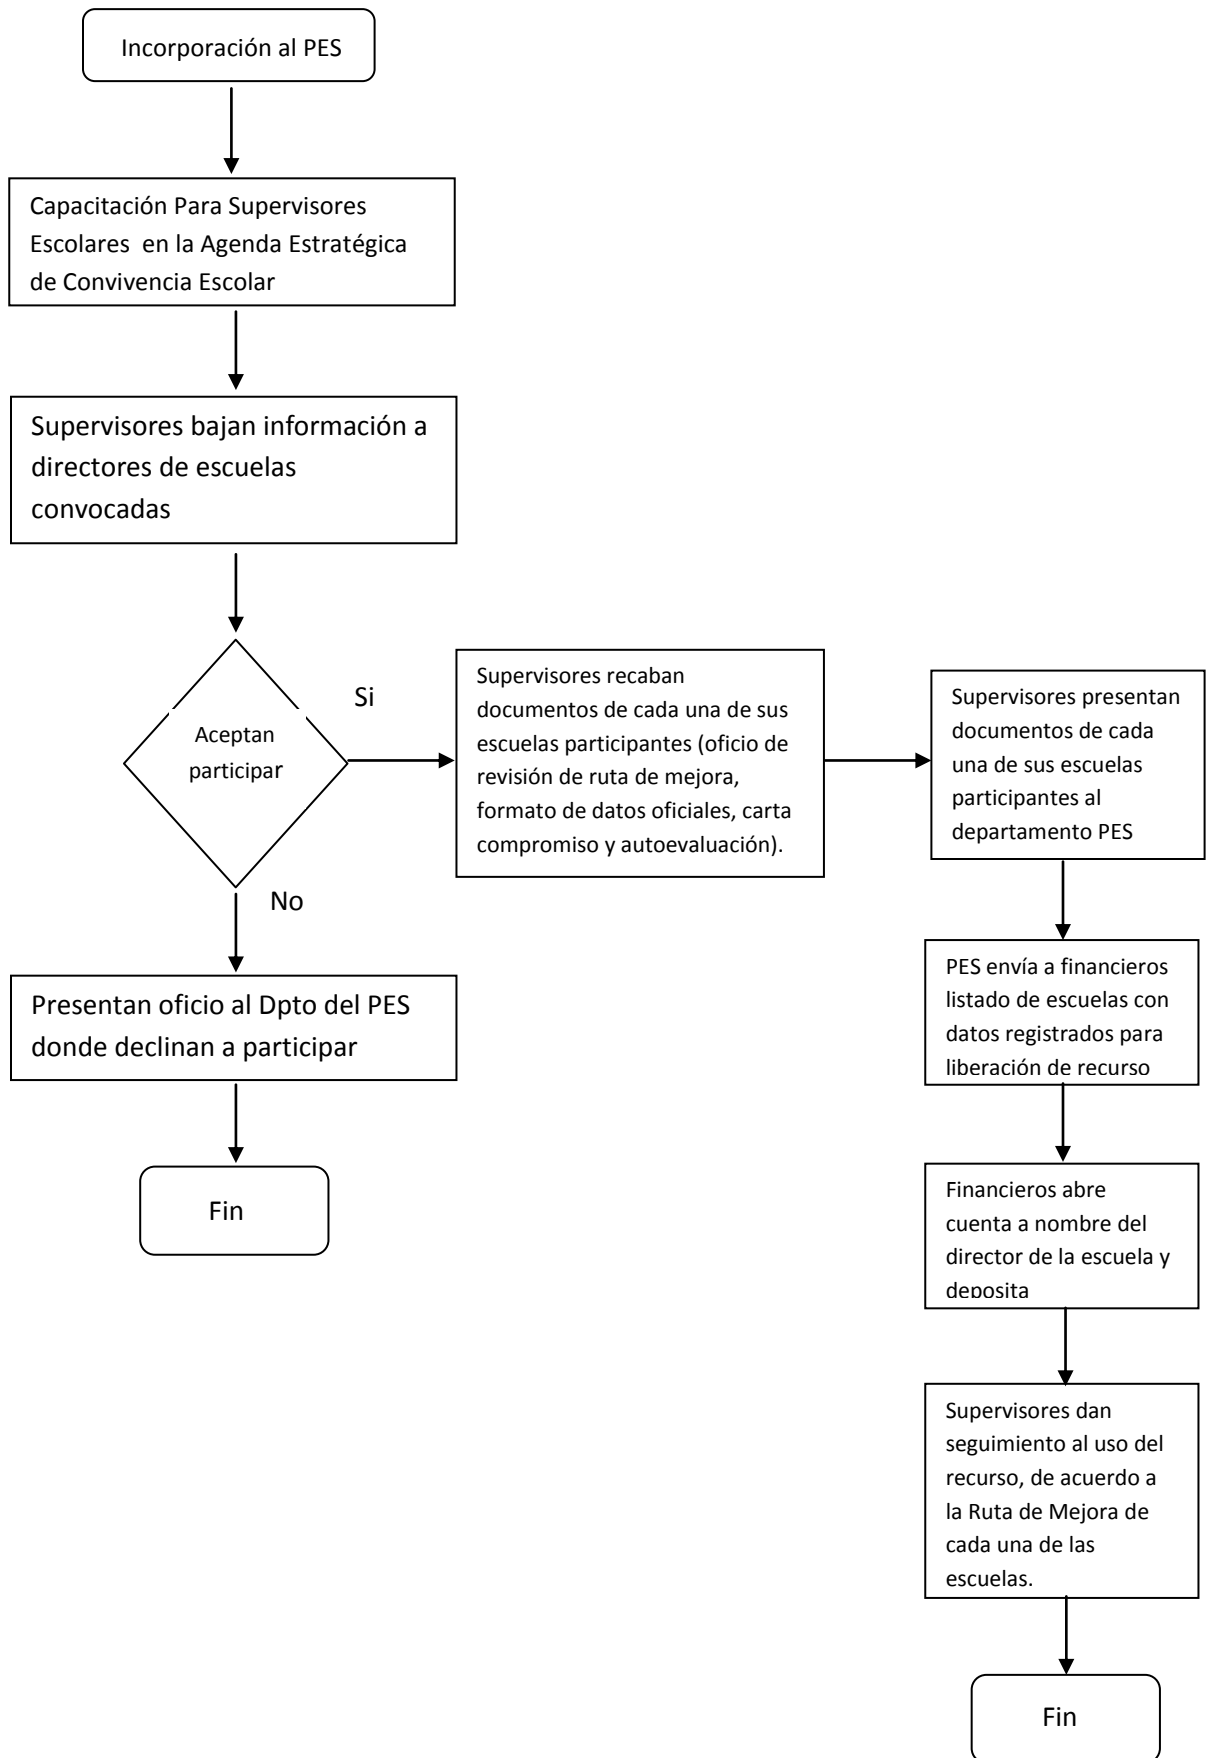 Incorporación al PES
Capacitación Para Supervisores
Escolares en la Agenda Estratégica
de Convivencia Escolar
Supervisores bajan información a
directores de escuelas
convocadas
Aceptan
participar
Si
No
Supervisores recaban
documentos de cada una de sus
escuelas participantes (oficio de
revisión de ruta de mejora,
formato de datos oficiales, carta
compromiso y autoevaluación).
Supervisores presentan
documentos de cada
una de sus escuelas
participantes al
departamento PES
Presentan oficio al Dpto del PES
donde declinan a participar
Fin
PES envía a financieros
listado de escuelas con
datos registrados para
liberación de recurso
Financieros abre
cuenta a nombre del
director de la escuela y
deposita
Supervisores dan
seguimiento al uso del
recurso, de acuerdo a
la Ruta de Mejora de
cada una de las
escuelas.
Fin